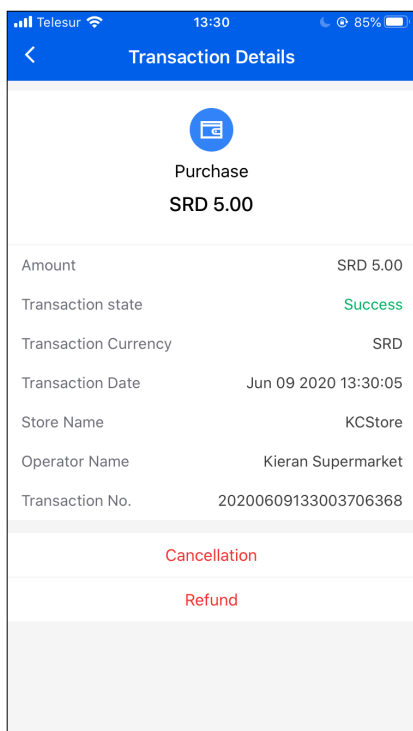 Telesur 13:30 85%
Transaction Details
Purchase
SRD 5.00
Amount SRD 5.00
Transaction state Success
Transaction Currency SRD
Transaction Date Jun 09 2020 13:30:05
Store Name KCStore
Operator Name Kieran Supermarket
Transaction No. 20200609133003706368
Cancellation
Refund